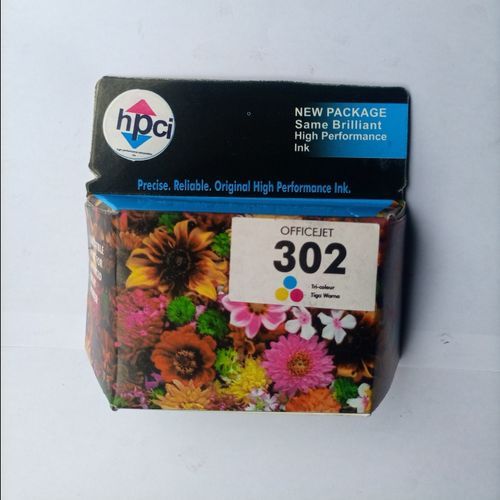 hpci
NEW PACKAGE
Same Brilliant
High Performance
Ink
Precise. Reliable. Original High Performance Ink.
OFFICEJET
302
Tri-colour
Tiga Warna